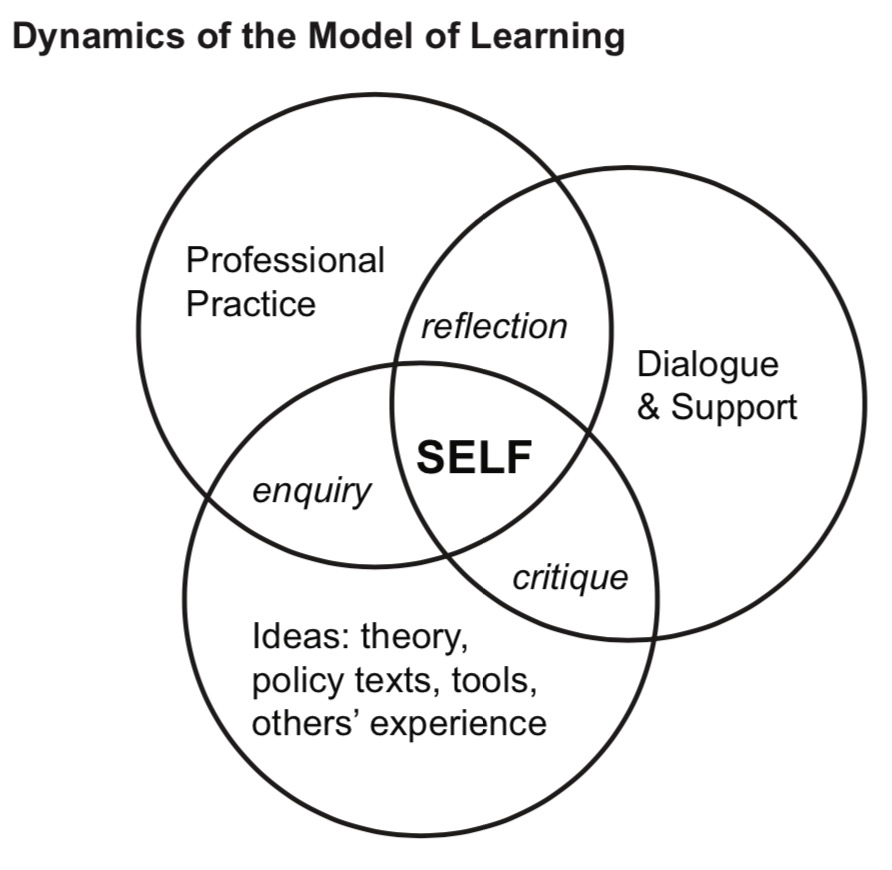 Dynamics of the Model of Learning
Professional
Practice
reflection
Dialogue
& Support
SELF
enquiry
critique
Ideas: theory,
policy texts, tools,
others’ experience